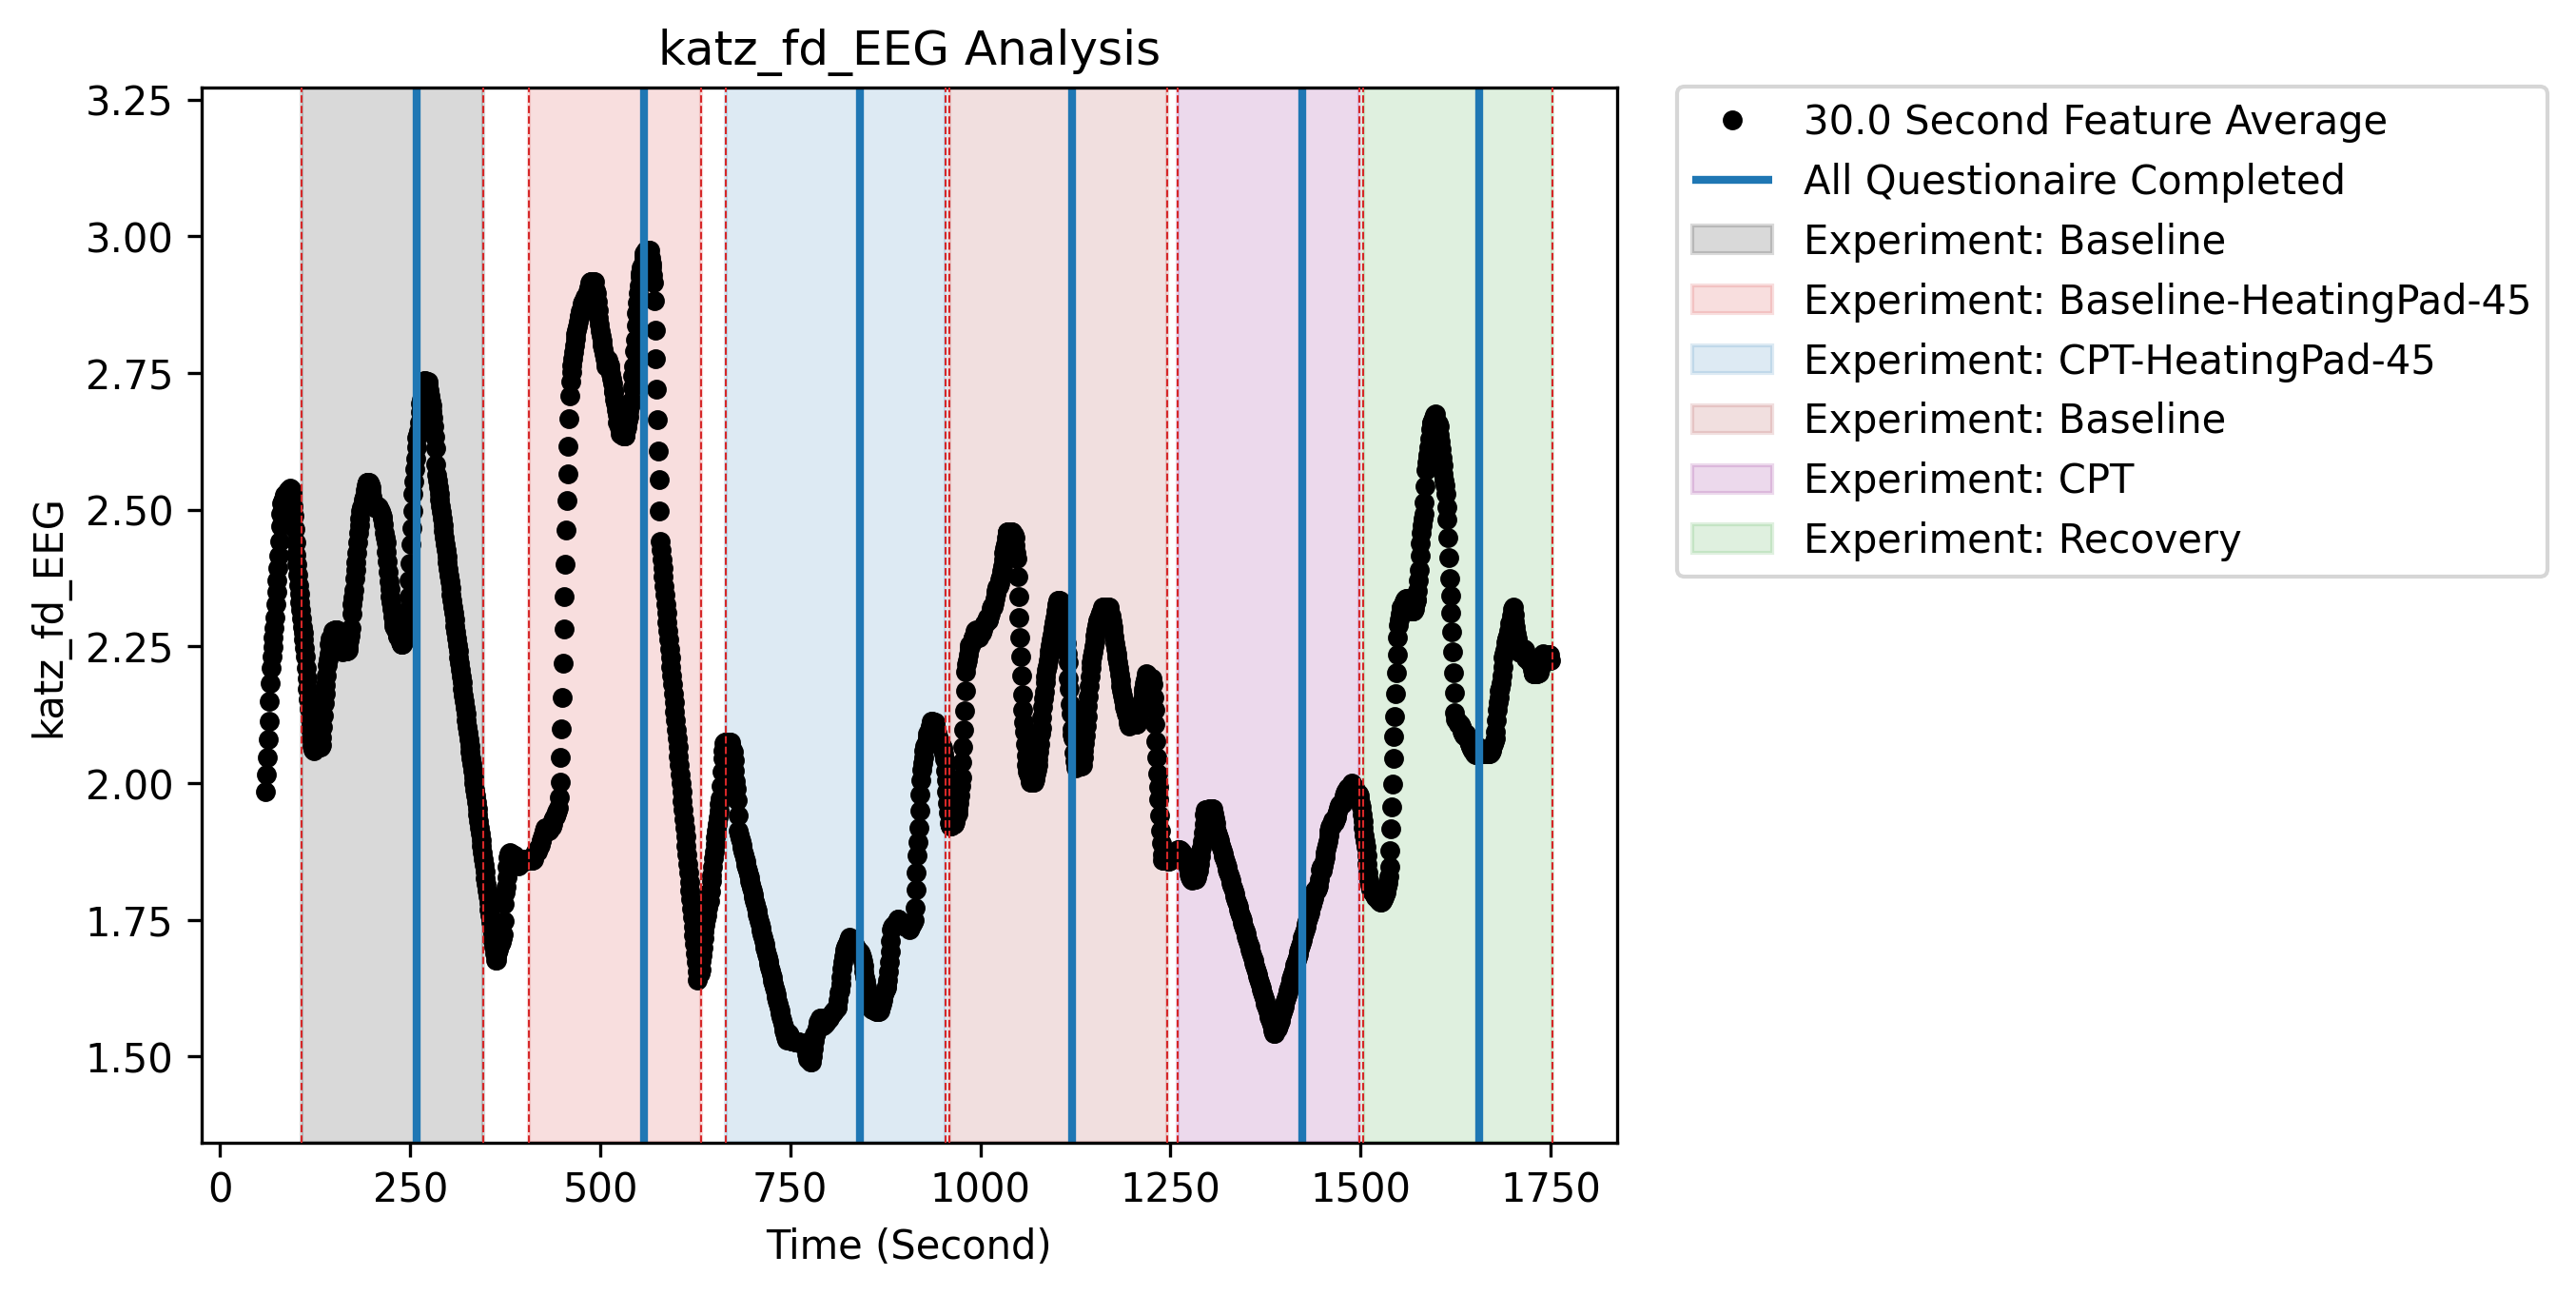 katz_fd_EEG Analysis
3.25
3.00
2.75
2.50
2.25
2.00
1.75
1.50
katz_fd_EEG
0 250 500 750 1000 1250 1500 1750
Time (Second)
30.0 Second Feature Average
All Questionaire Completed
Experiment: Baseline
Experiment: Baseline-HeatingPad-45
Experiment: CPT-HeatingPad-45
Experiment: Baseline
Experiment: CPT
Experiment: Recovery